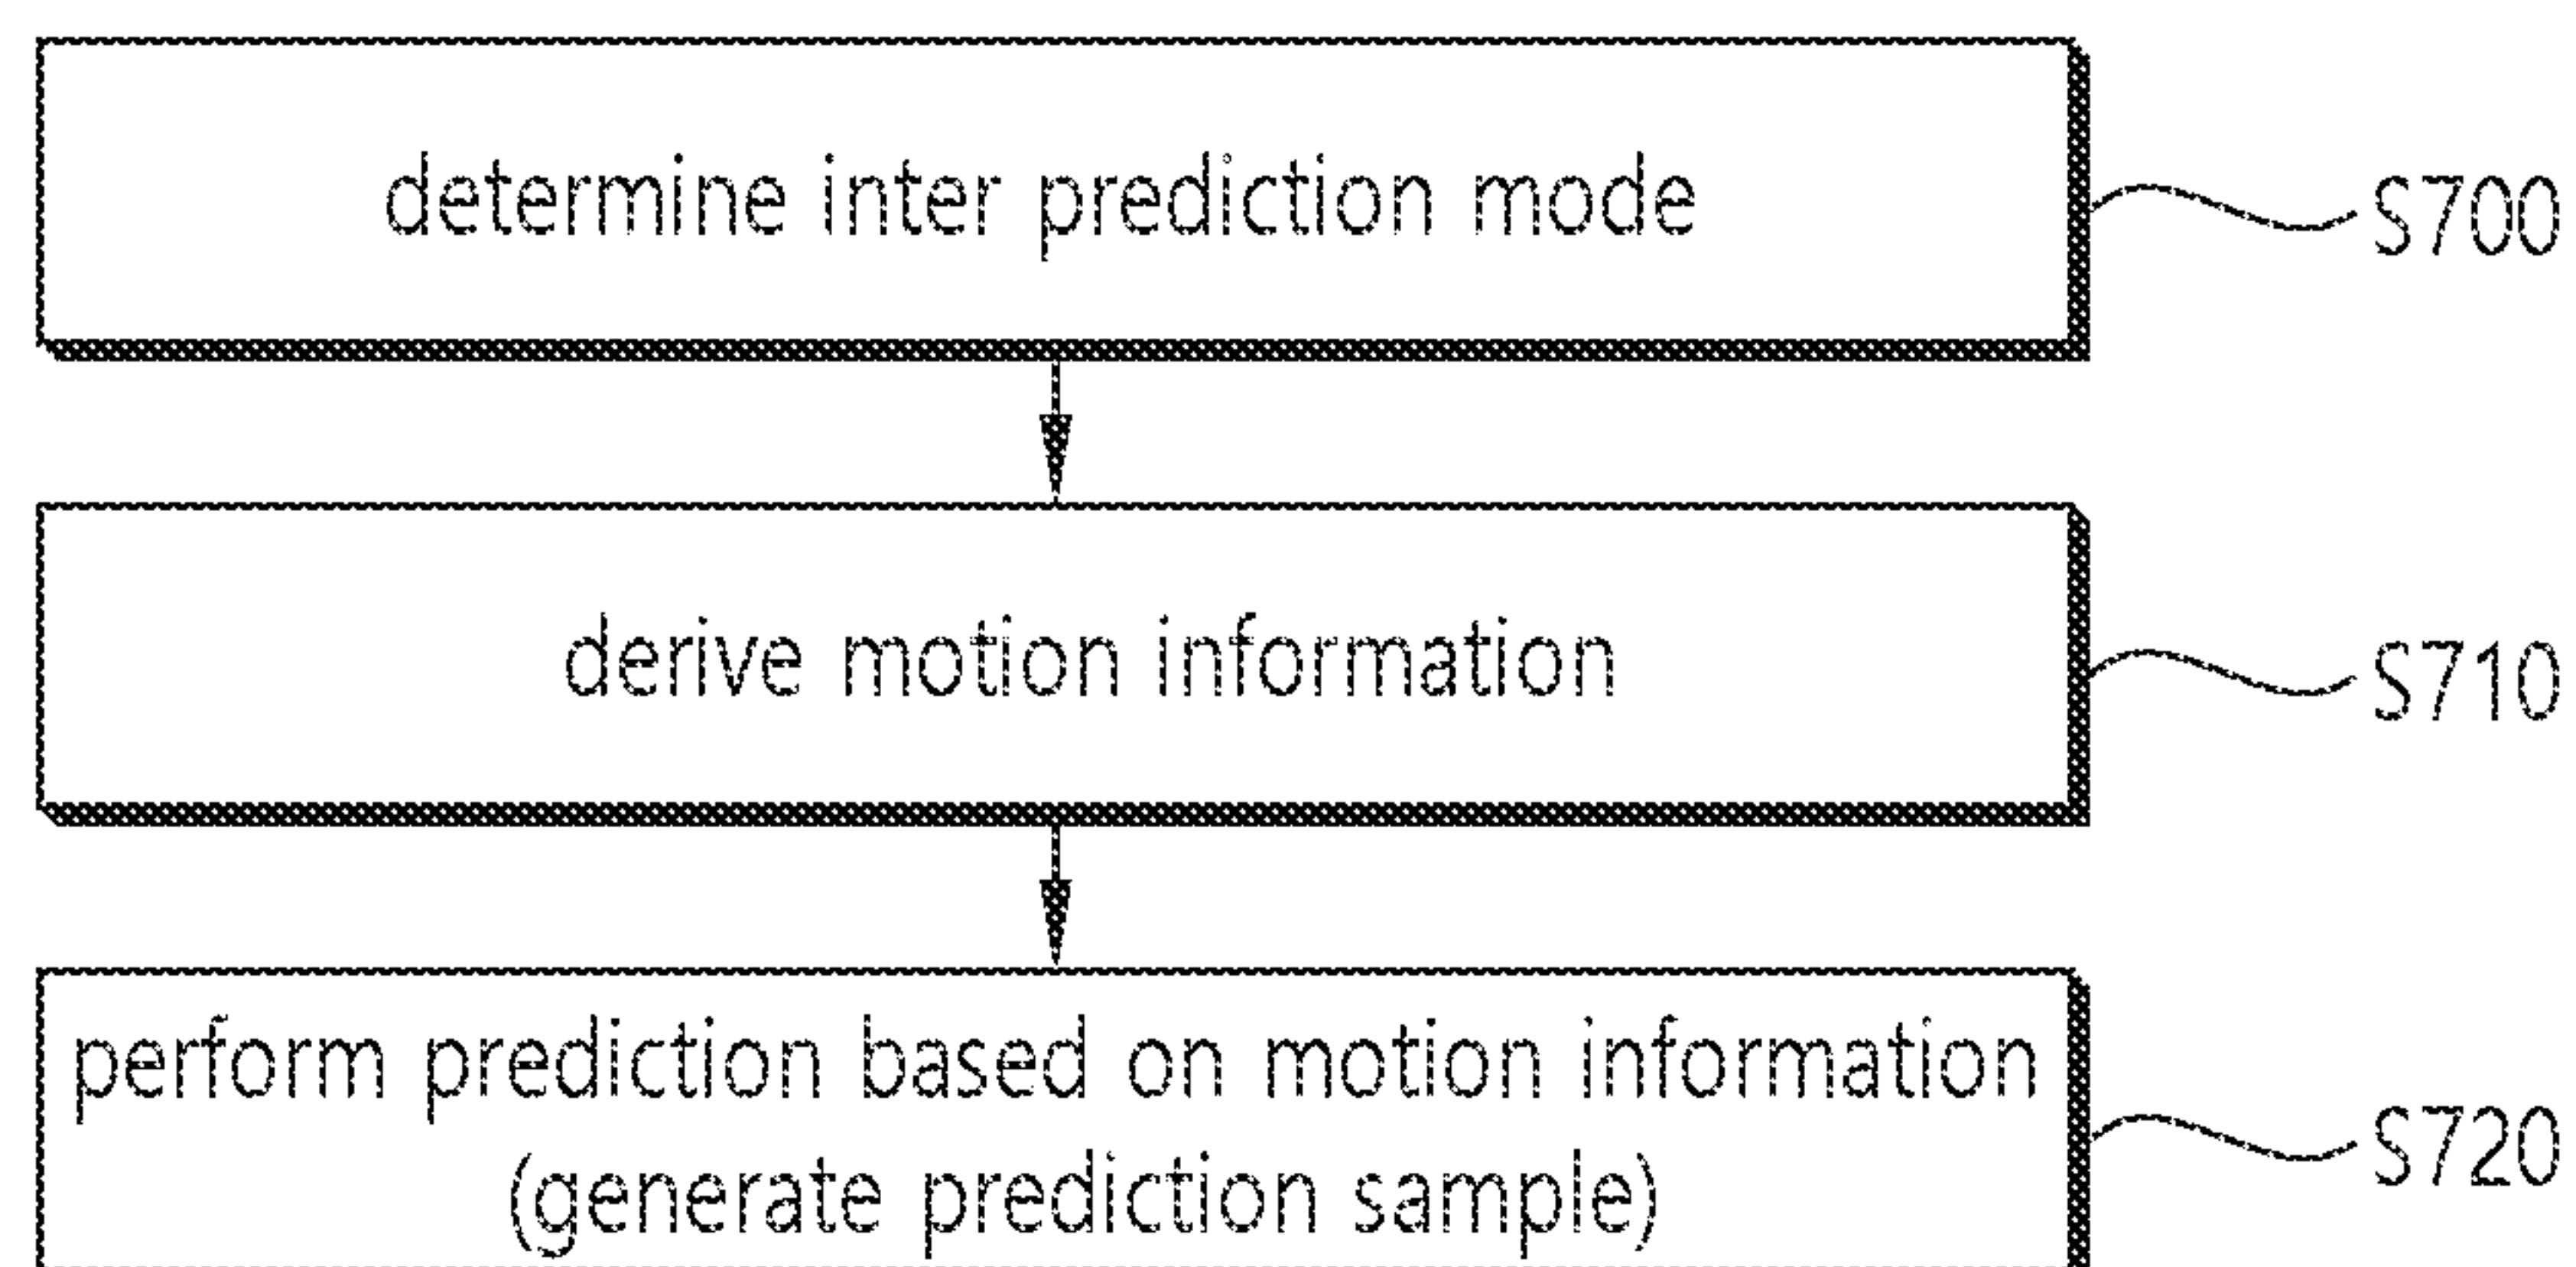 determine inter prediction mode
S700
derive motion information
S710
perform prediction based on motion information
(generate prediction sample)
S720